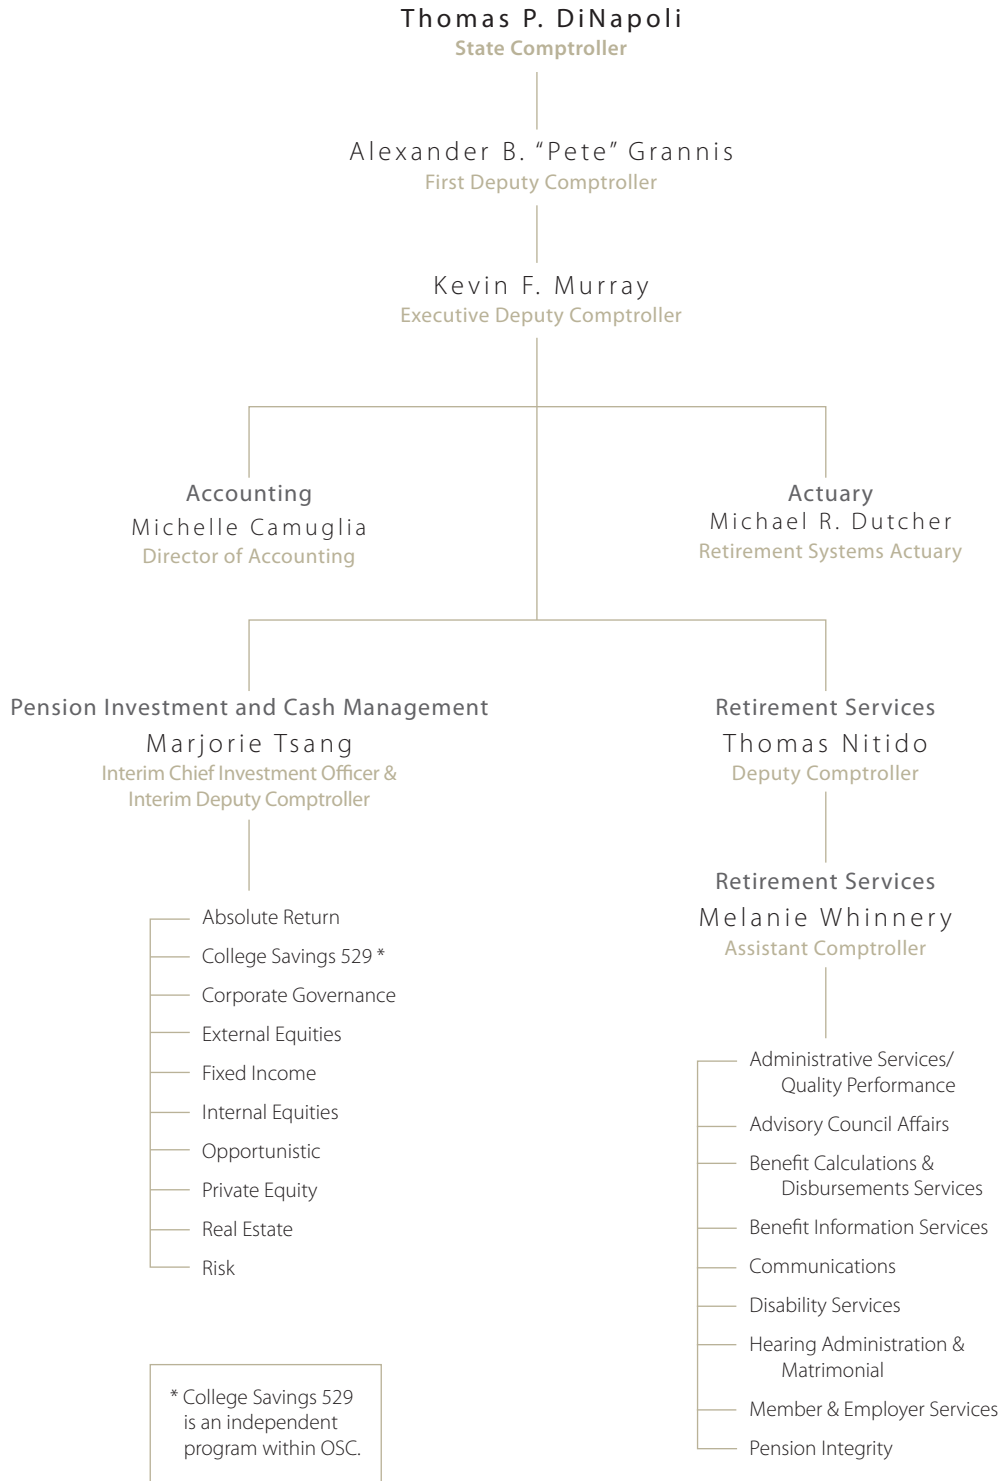 Thomas P. DiNapoli
State Comptroller
Alexander B. “Pete” Grannis
First Deputy Comptroller
Kevin F. Murray
Executive Deputy Comptroller
Accounting
Michelle Camuglia
Director of Accounting
Actuary
Michael R. Dutcher
Retirement Systems Actuary
Pension Investment and Cash Management
Marjorie Tsang
Interim Chief Investment Officer &
Interim Deputy Comptroller
Absolute Return
College Savings 529 *
Corporate Governance
External Equities
Fixed Income
Internal Equities
Opportunistic
Private Equity
Real Estate
Risk
* College Savings 529
is an independent
program within OSC.
Retirement Services
Thomas Nitido
Deputy Comptroller
Retirement Services
Melanie Whinnery
Assistant Comptroller
Administrative Services/
Quality Performance
Advisory Council Affairs
Benefit Calculations &
Disbursements Services
Benefit Information Services
Communications
Disability Services
Hearing Administration &
Matrimonial
Member & Employer Services
Pension Integrity